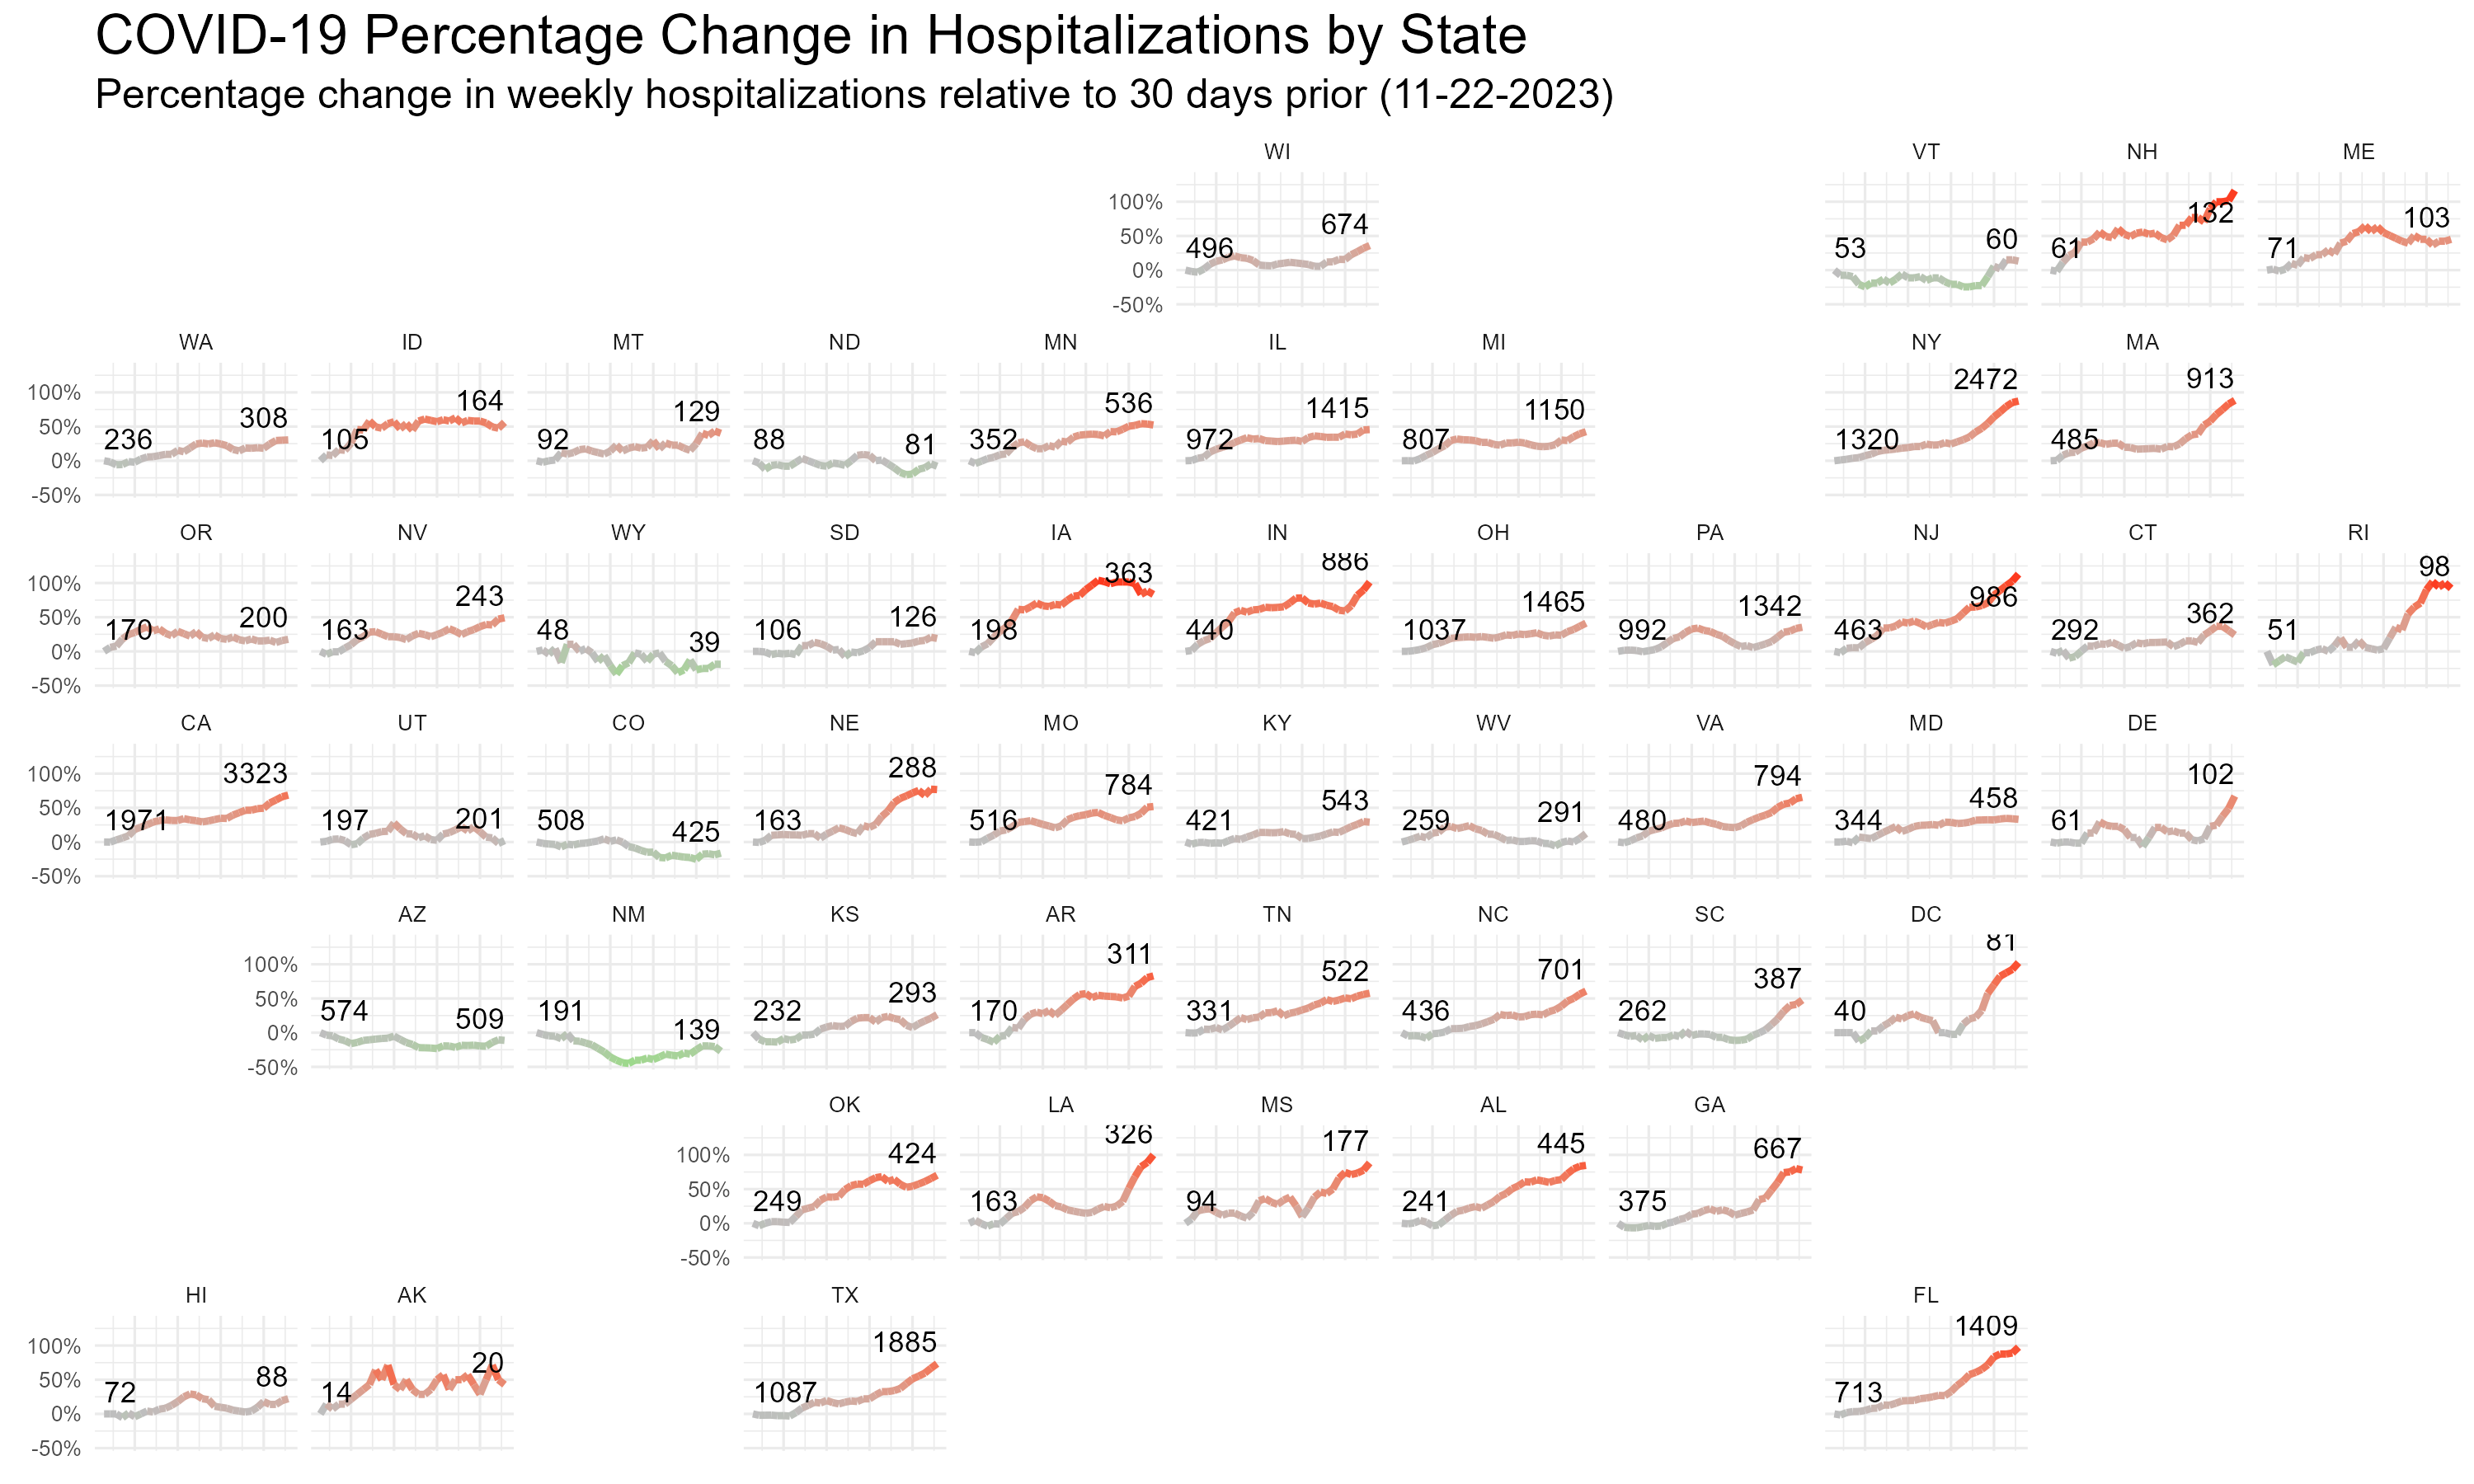 COVID-19 Percentage Change in Hospitalizations by State
Percentage change in weekly hospitalizations relative to 30 days prior (11-22-2023)
WI VT NH ME
100%
50%
0%
-50%
496 674 53 60 61 132 71 103
WA ID MT ND MN IL MI NY MA
100%
50%
0%
-50%
236 308 105 164 92 129 88 81 352 536 972 1415 807 1150 1320 2472 485 913
OR NV WY SD IA IN OH PA NJ CT RI
100%
50%
0%
-50%
170 200 163 243 48 39 106 126 198 363 440 886 1037 1465 992 1342 463 986 292 362 51 98
CA UT CO NE MO KY WV VA MD DE
100%
50%
0%
-50%
1971 3323 197 201 508 425 163 288 516 784 421 543 259 291 480 794 344 458 61 102
AZ NM KS AR TN NC SC DC
100%
50%
0%
-50%
574 509 191 139 232 293 170 311 331 522 436 701 262 387 40 81
OK LA MS AL GA
100%
50%
0%
-50%
249 424 163 326 94 177 241 445 375 667
HI AK TX FL
100%
50%
0%
-50%
72 88 14 20 1087 1885 713 1409